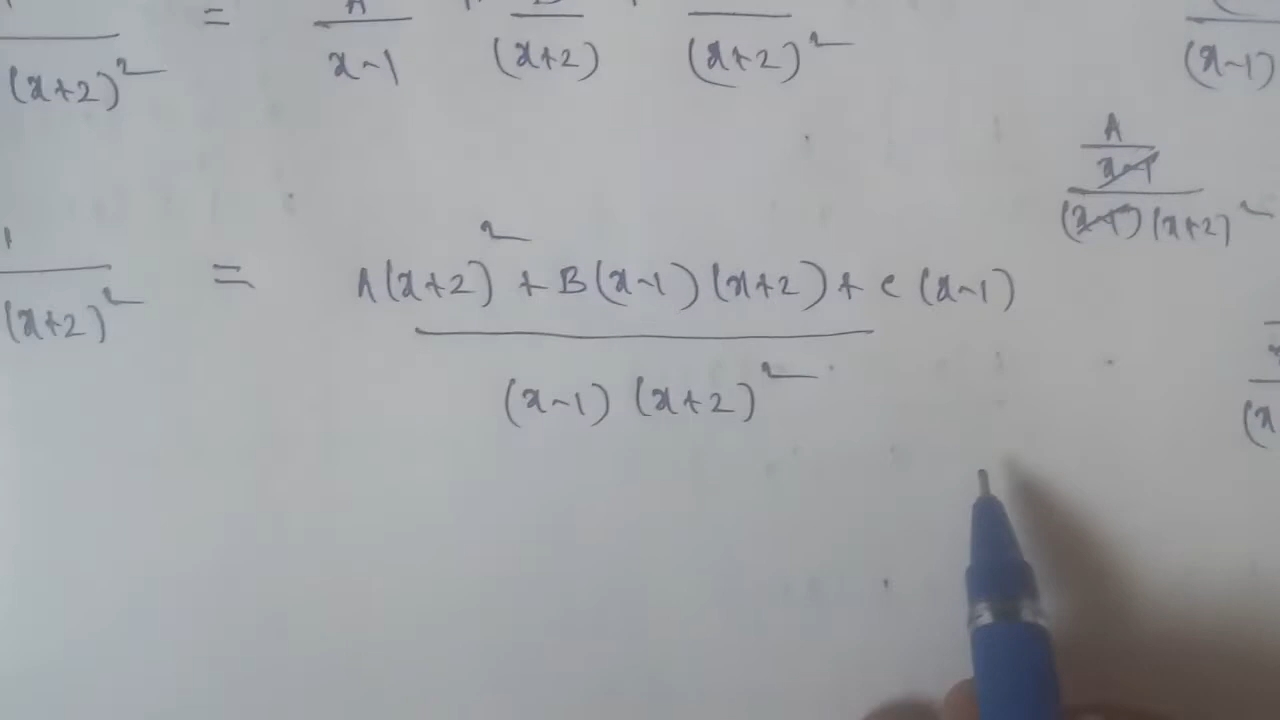 = A
x-1 (x+2) (x+2)²
(x+2)²
(x-1)
A
x-1
(x-1)(x+2)²
= A(x+2)² + B(x-1)(x+2) + C(x-1)
(x+2)²
(x-1)(x+2)²